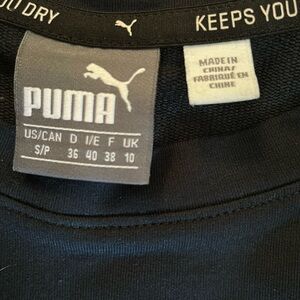 OU DRY
KEEPS YOU
PUMA
US/CAN D I/E F UK
S/P 36 40 38 10
MADE IN
CHINA/
FABRIQUÉ EN
CHINE